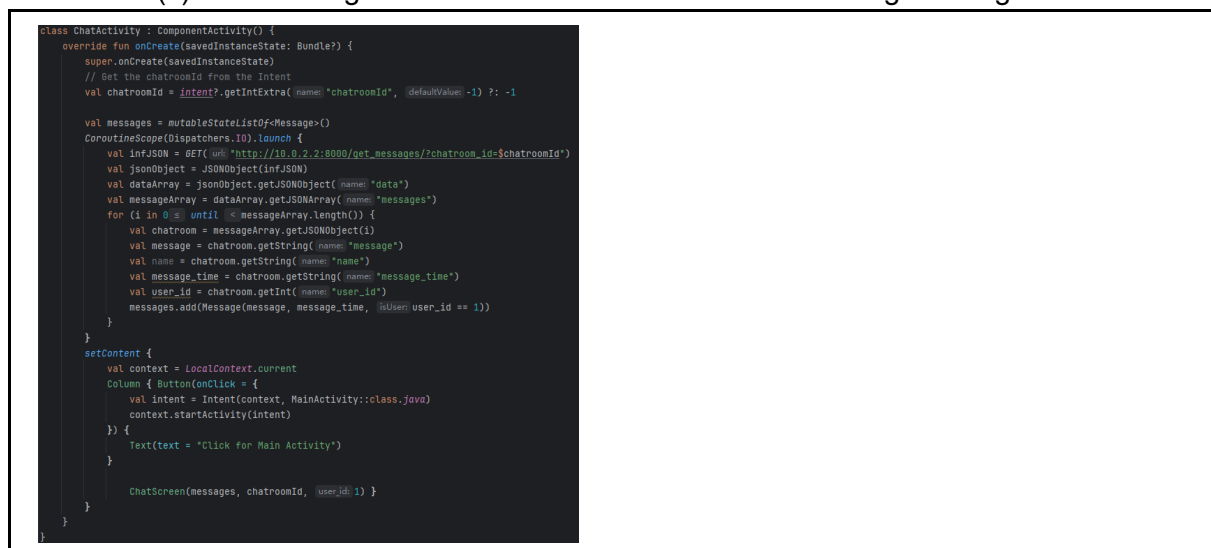 class ChatActivity : ComponentActivity() {
override fun onCreate(savedInstanceState: Bundle?) {
super.onCreate(savedInstanceState)
// Get the chatroomId from the Intent
val chatroomId = intent?.getIntExtra( name: "chatroomId", defaultValue: -1) ?: -1
val messages = mutableStateListOf<Message>()
CoroutineScope(Dispatchers.IO).launch {
val infJSON = GET( url: "http://10.0.2.2:8000/get_messages/?chatroom_id=$chatroomId")
val jsonObject = JSONObject(infJSON)
val dataArray = jsonObject.getJSONObject( name: "data")
val messageArray = dataArray.getJSONArray( name: "messages")
for (i in 0 ≤ until < messageArray.length()) {
val chatroom = messageArray.getJSONObject(i)
val message = chatroom.getString( name: "message")
val name = chatroom.getString( name: "name")
val message_time = chatroom.getString( name: "message_time")
val user_id = chatroom.getInt( name: "user_id")
messages.add(Message(message, message_time, isUser: user_id == 1))
}
}
setContent {
val context = LocalContext.current
Column { Button(onClick = {
val intent = Intent(context, MainActivity::class.java)
context.startActivity(intent)
}) {
Text(text = "Click for Main Activity")
}
ChatScreen(messages, chatroomId, user_id: 1) }
}
}
}